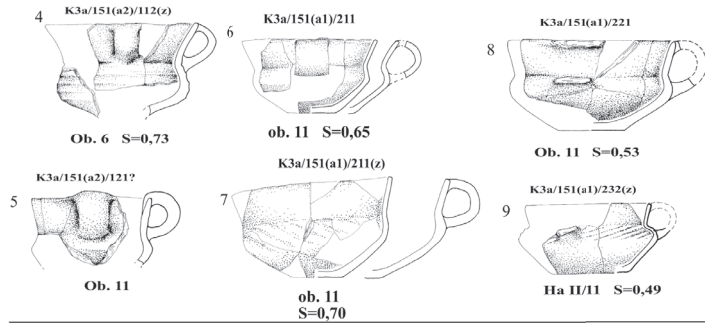 4
K3a/151(a2)/112(z)
Ob. 6 S=0,73
6
K3a/151(a1)/211
ob. 11 S=0,65
8
K3a/151(a1)/221
Ob. 11 S=0,53
5
K3a/151(a2)/121?
Ob. 11
7
K3a/151(a1)/211(z)
ob. 11
S=0,70
9
K3a/151(a1)/232(z)
Ha II/11 S=0,49